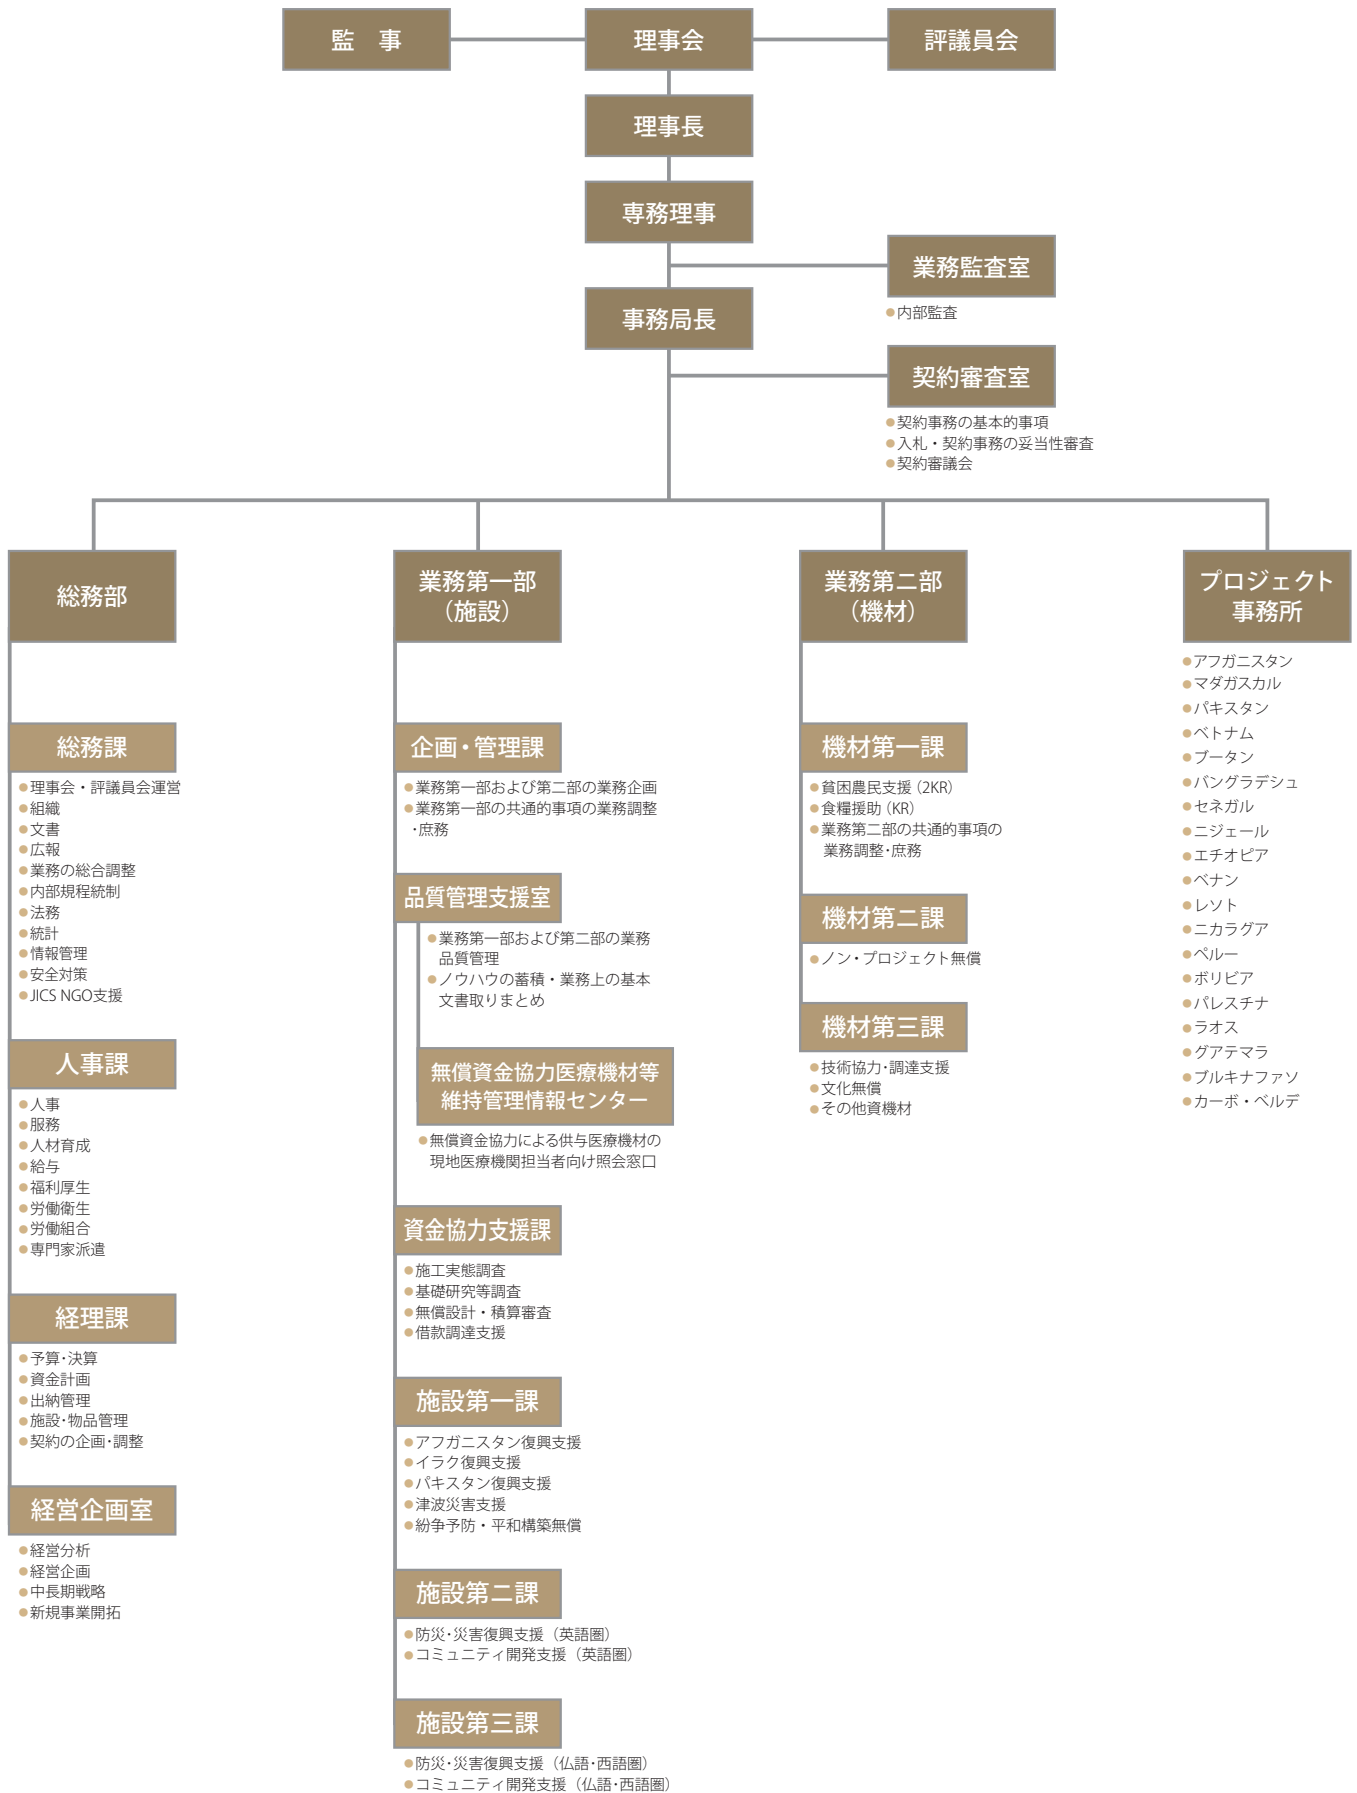 監　事
理事会
評議員会
理事長
専務理事
業務監査室
●内部監査
事務局長
契約審査室
●契約事務の基本的事項
●入札・契約事務の妥当性審査
●契約審議会
総務部
総務課
●理事会・評議員会運営
●組織
●文書
●広報
●業務の総合調整
●内部規程統制
●法務
●統計
●情報管理
●安全対策
●JICS NGO支援
人事課
●人事
●服務
●人材育成
●給与
●福利厚生
●労働衛生
●労働組合
●専門家派遣
経理課
●予算・決算
●資金計画
●出納管理
●施設・物品管理
●契約の企画・調整
経営企画室
●経営分析
●経営企画
●中長期戦略
●新規事業開拓
業務第一部
（施設）
企画・管理課
●業務第一部および第二部の業務企画
●業務第一部の共通的事項の業務調整
・庶務
品質管理支援室
●業務第一部および第二部の業務
品質管理
●ノウハウの蓄積・業務上の基本
文書取りまとめ
無償資金協力医療機材等
維持管理情報センター
●無償資金協力による供与医療機材の
現地医療機関担当者向け照会窓口
資金協力支援課
●施工実態調査
●基礎研究等調査
●無償設計・積算審査
●借款調達支援
施設第一課
●アフガニスタン復興支援
●イラク復興支援
●パキスタン復興支援
●津波災害支援
●紛争予防・平和構築無償
施設第二課
●防災・災害復興支援（英語圏）
●コミュニティ開発支援（英語圏）
施設第三課
●防災・災害復興支援（仏語・西語圏）
●コミュニティ開発支援（仏語・西語圏）
業務第二部
（機材）
機材第一課
●貧困農民支援（2KR）
●食糧援助（KR）
●業務第二部の共通的事項の
業務調整・庶務
機材第二課
●ノン・プロジェクト無償
機材第三課
●技術協力・調達支援
●文化無償
●その他資機材
プロジェクト
事務所
●アフガニスタン
●マダガスカル
●パキスタン
●ベトナム
●ブータン
●バングラデシュ
●セネガル
●ニジェール
●エチオピア
●ベナン
●レソト
●ニカラグア
●ペルー
●ボリビア
●パレスチナ
●ラオス
●グアテマラ
●ブルキナファソ
●カーボ・ベルデ